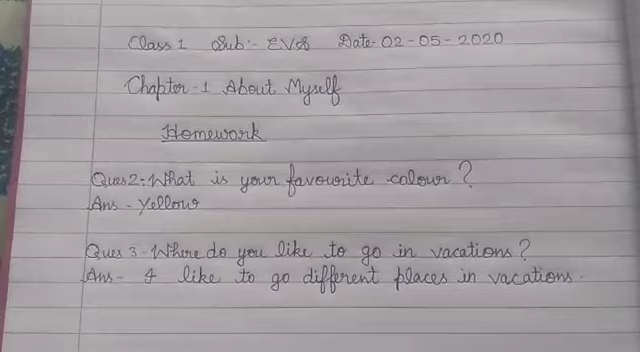 Class 1 Sub:- EVS Date- 02-05-2020
Chapter-1 About Myself
Homework
Ques2:- What is your favourite colour?
Ans - Yellow
Ques 3 - Where do you like to go in vacations?
Ans - I like to go different places in vacations.